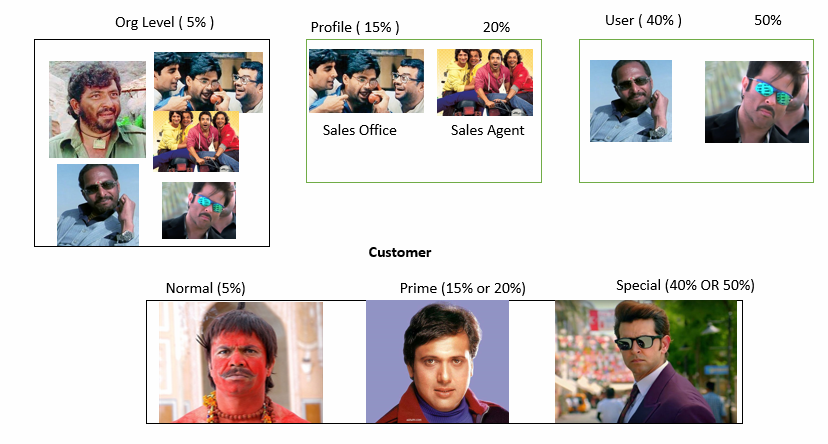 Org Level ( 5% )
Profile ( 15% )
20%
User ( 40% )
50%
Sales Office
Sales Agent
Customer
Normal (5%)
Prime (15% or 20%)
Special (40% OR 50%)